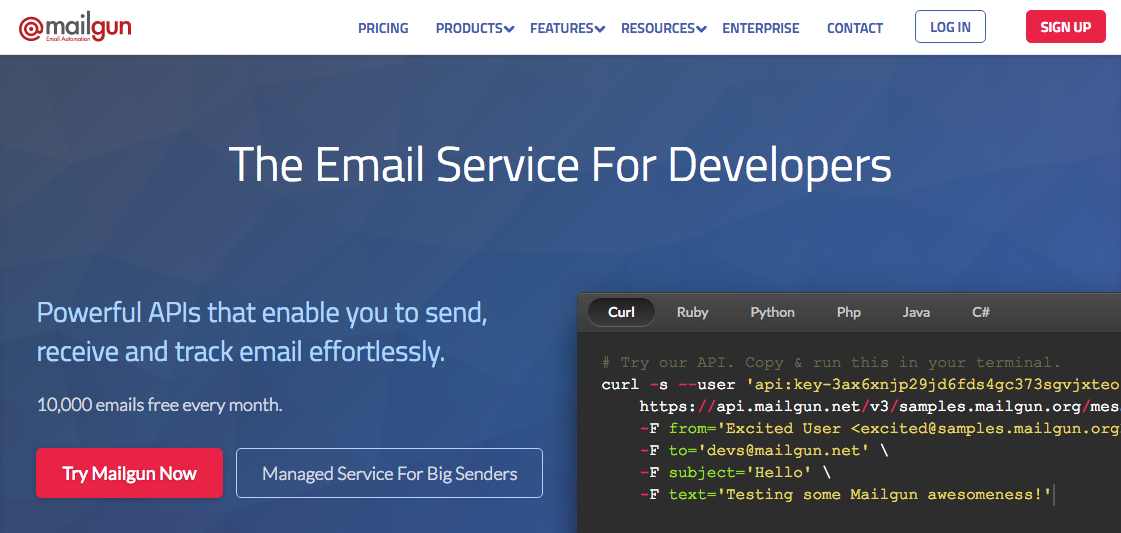 @mailgun
Email Automation
PRICING
PRODUCTS
FEATURES
RESOURCES
ENTERPRISE
CONTACT
LOG IN
SIGN UP
The Email Service For Developers
Powerful APIs that enable you to send,
receive and track email effortlessly.
10,000 emails free every month.
Try Mailgun Now
Managed Service For Big Senders
Curl
Ruby
Python
Php
Java
C#
# Try our API. Copy & run this in your terminal.
curl -s --user 'api:key-3ax6xnjp29jd6fds4gc373sgvjxteo
https://api.mailgun.net/v3/samples.mailgun.org/mes
-F from='Excited User <excited@samples.mailgun.org
-F to='devs@mailgun.net' \
-F subject='Hello' \
-F text='Testing some Mailgun awesomeness!'